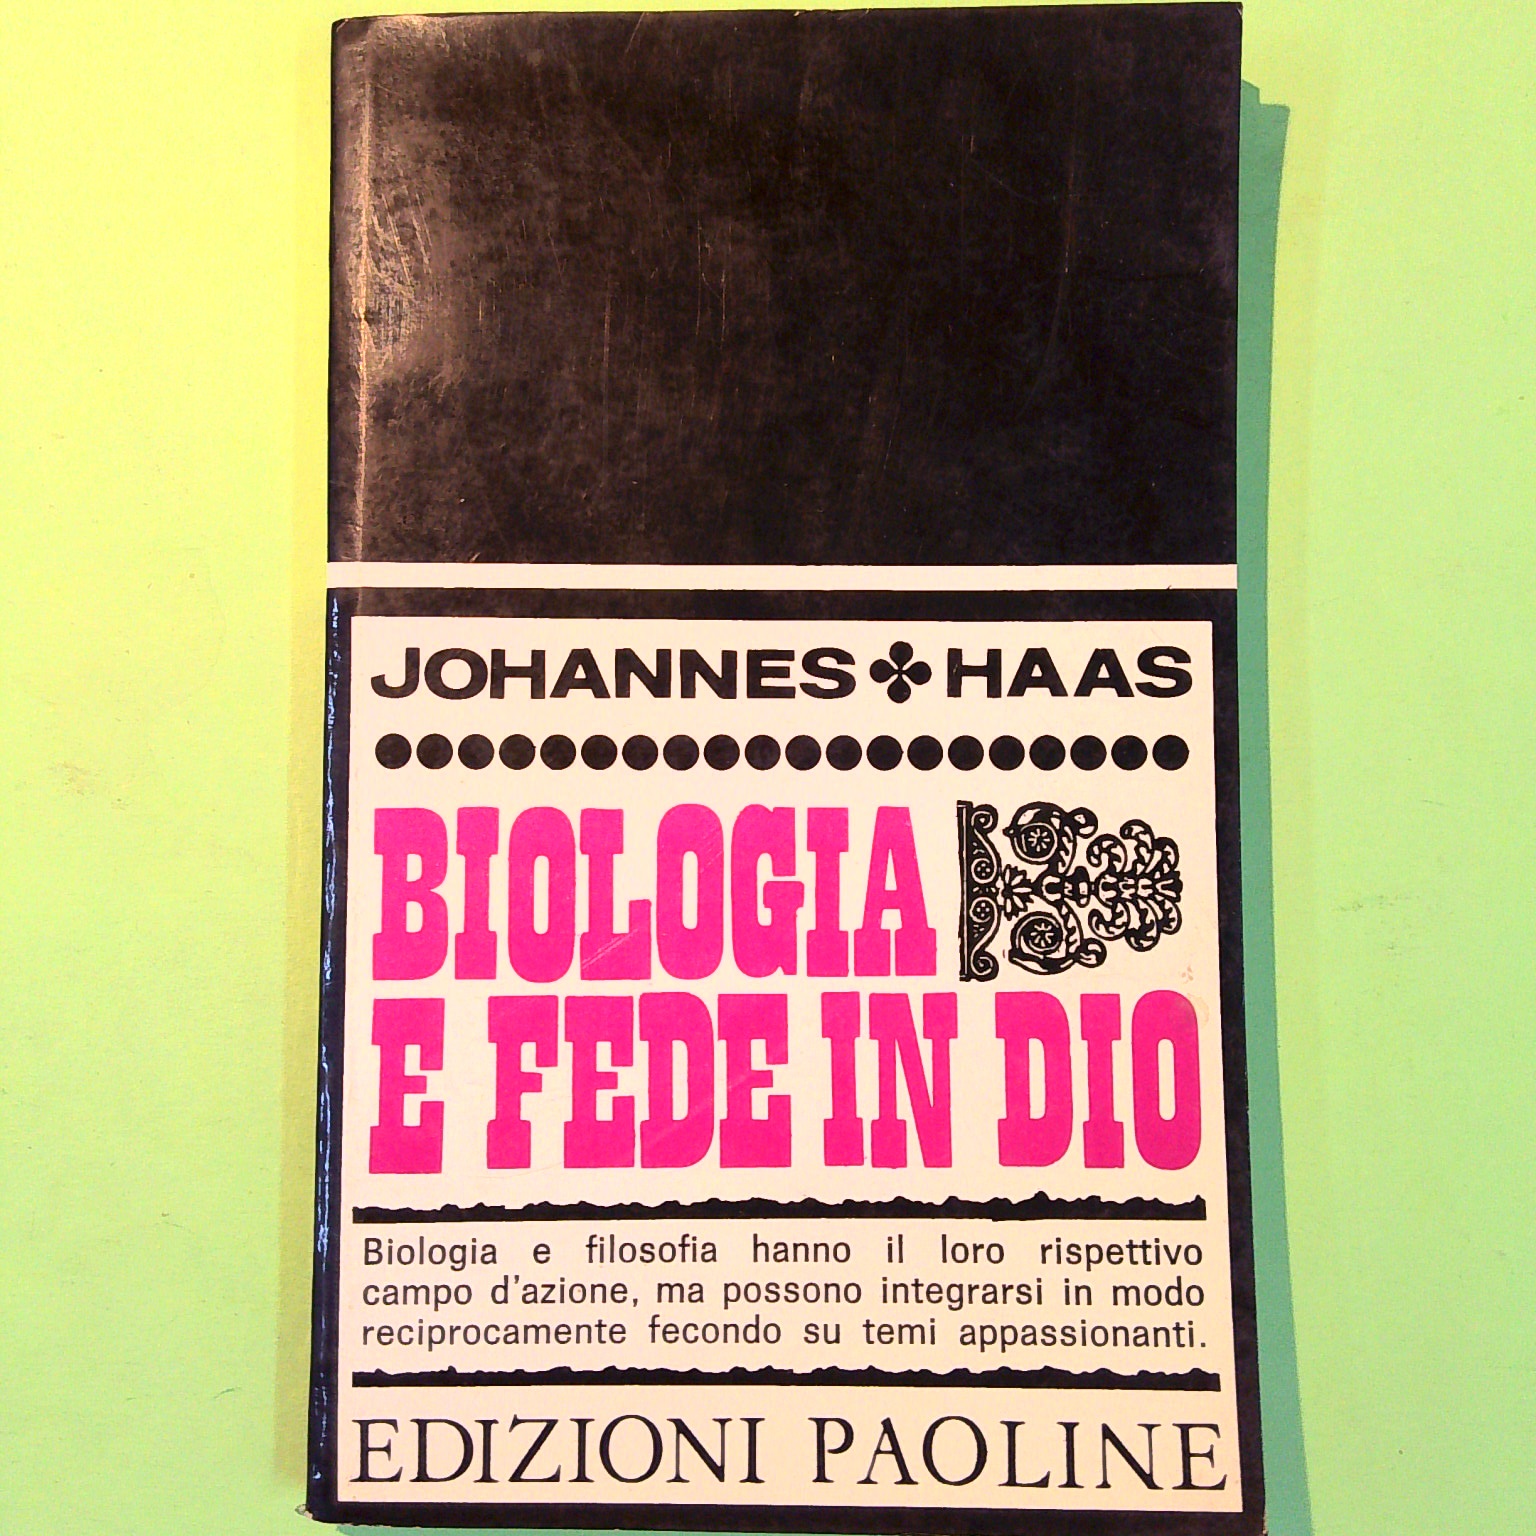 JOHANNES HAAS
BIOLOGIA
E FEDE IN DIO
Biologia e filosofia hanno il loro rispettivo
campo d'azione, ma possono integrarsi in modo
reciprocamente fecondo su temi appassionanti.
EDIZIONI PAOLINE